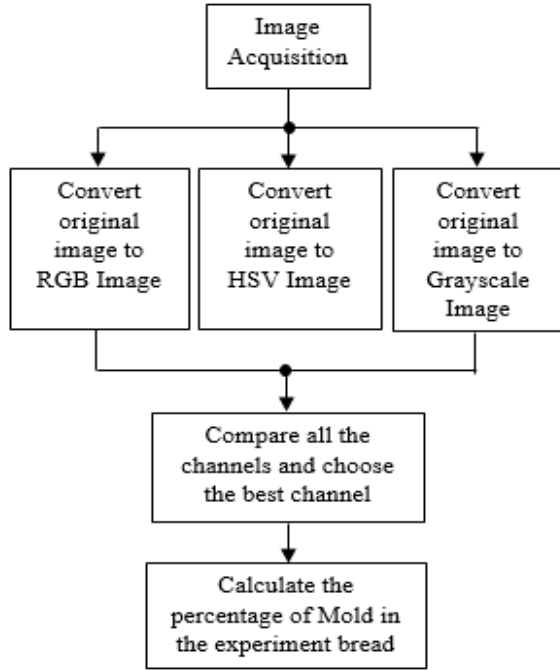 Image
Acquisition
Convert
original
image to
RGB Image
Convert
original
image to
HSV Image
Convert
original
image to
Grayscale
Image
Compare all the
channels and choose
the best channel
Calculate the
percentage of Mold in
the experiment bread